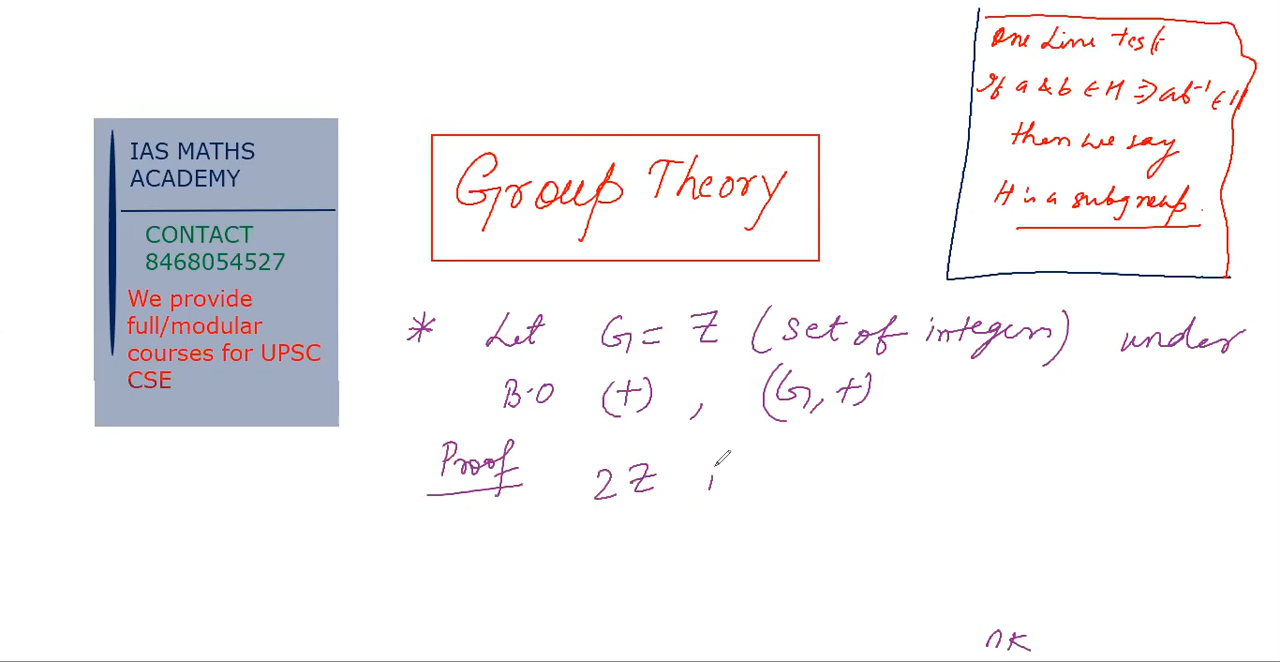 One Line test
If a & b ∈ H ⇒ ab⁻¹ ∈ H
then we say
H is a subgroup.
IAS MATHS
ACADEMY
CONTACT
8468054527
We provide
full/modular
courses for UPSC
CSE
Group Theory
* Let G = Z (set of integers) under
B.O (+), (G, +)
Proof 2Z i
nk